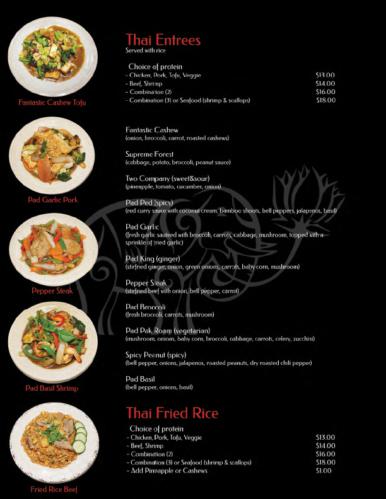 Thai Entrees
Served with rice
Choice of protein
- Chicken, Pork, Tofu, Veggie $13.00
- Beef, Shrimp $14.00
- Combination (2) $16.00
- Combination (3) or Seafood (shrimp & scallops) $18.00
Fantastic Cashew
(onion, broccoli, carrot, roasted cashews)
Supreme Forest
(cabbage, potato, broccoli, peanut sauce)
Two Company (sweet&sour)
(pineapple, tomato, cucumber, onion)
Pad Ped (spicy)
(red curry sauce with coconut cream, bamboo shoots, bell peppers, jalapenos, basil)
Pad Garlic
(fresh garlic sauteed with broccoli, carrots, cabbage, mushroom, topped with a
sprinkle of fried garlic)
Pad King (ginger)
(stirfried ginger, onion, green onions, carrots, baby corn, mushroom)
Pepper Steak
(stirfried beef with onion, bell pepper, carrot)
Pad Broccoli
(fresh broccoli, carrots, mushroom)
Pad Pak Roam (vegetarian)
(mushroom, onion, baby corn, broccoli, cabbage, carrots, celery, zucchini)
Spicy Peanut (spicy)
(bell pepper, onions, jalapenos, roasted peanuts, dry roasted chili pepper)
Pad Basil
(bell pepper, onions, basil)
Thai Fried Rice
Choice of protein
- Chicken, Pork, Tofu, Veggie $13.00
- Beef, Shrimp $14.00
- Combination (2) $16.00
- Combination (3) or Seafood (shrimp & scallops) $18.00
- Add Pineapple or Cashews $1.00
Fantastic Cashew Tofu
Pad Garlic Pork
Pepper Steak
Pad Basil Shrimp
Fried Rice Beef